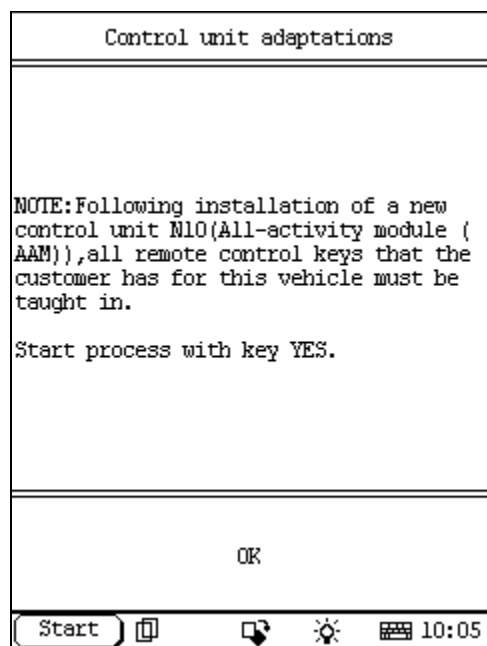 Control unit adaptations
NOTE:Following installation of a new
control unit N10(All-activity module (
AAM)),all remote control keys that the
customer has for this vehicle must be
taught in.
Start process with key YES.
OK
Start 10:05